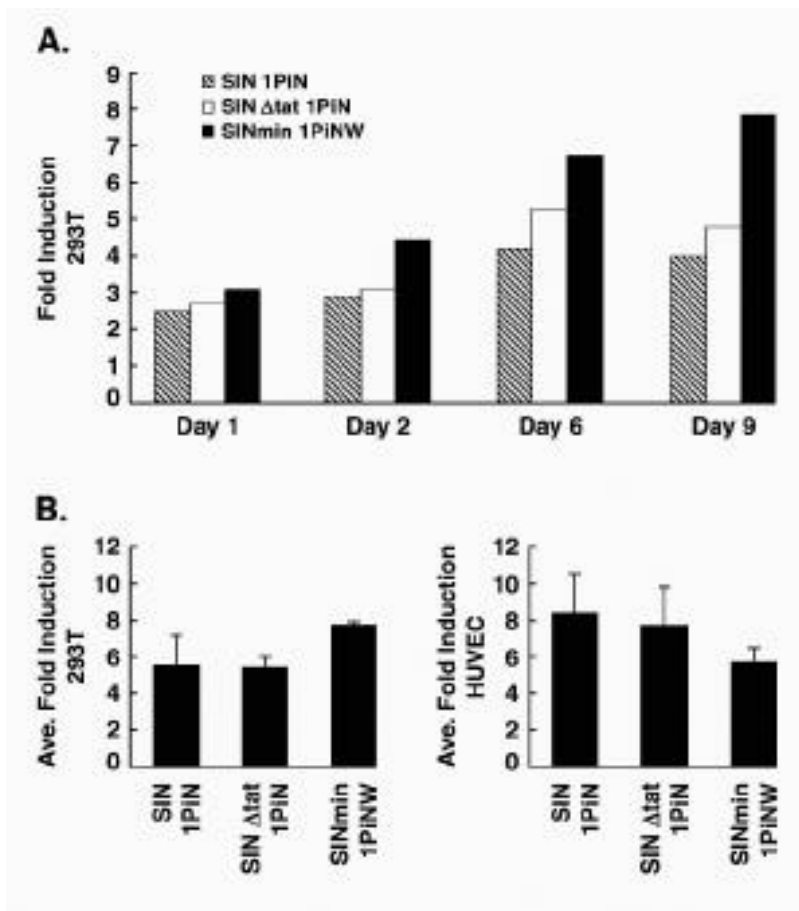 A.
Fold Induction
293T
9
8
7
6
5
4
3
2
1
0
SIN 1PIN
SIN Δtat 1PiN
SINmin 1PiNW
Day 1
Day 2
Day 6
Day 9
B.
Ave. Fold Induction
293T
12
10
8
6
4
2
0
SIN
1PiN
SIN Δtat
1PiN
SINmin
1PiNW
Ave. Fold Induction
HUVEC
12
10
8
6
4
2
0
SIN
1PiN
SIN Δtat
1PiN
SINmin
1PiNW